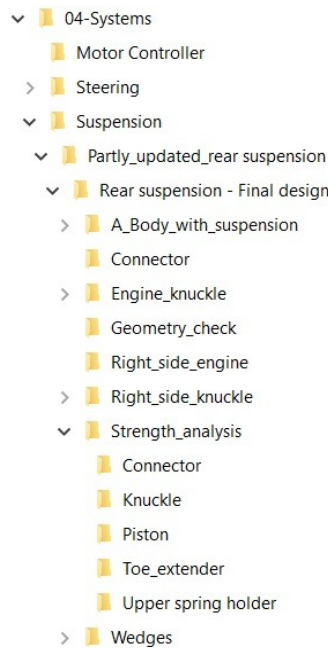 04-Systems
Motor Controller
Steering
Suspension
Partly_updated_rear suspension
Rear suspension - Final design
A_Body_with_suspension
Connector
Engine_knuckle
Geometry_check
Right_side_engine
Right_side_knuckle
Strength_analysis
Connector
Knuckle
Piston
Toe_extender
Upper spring holder
Wedges